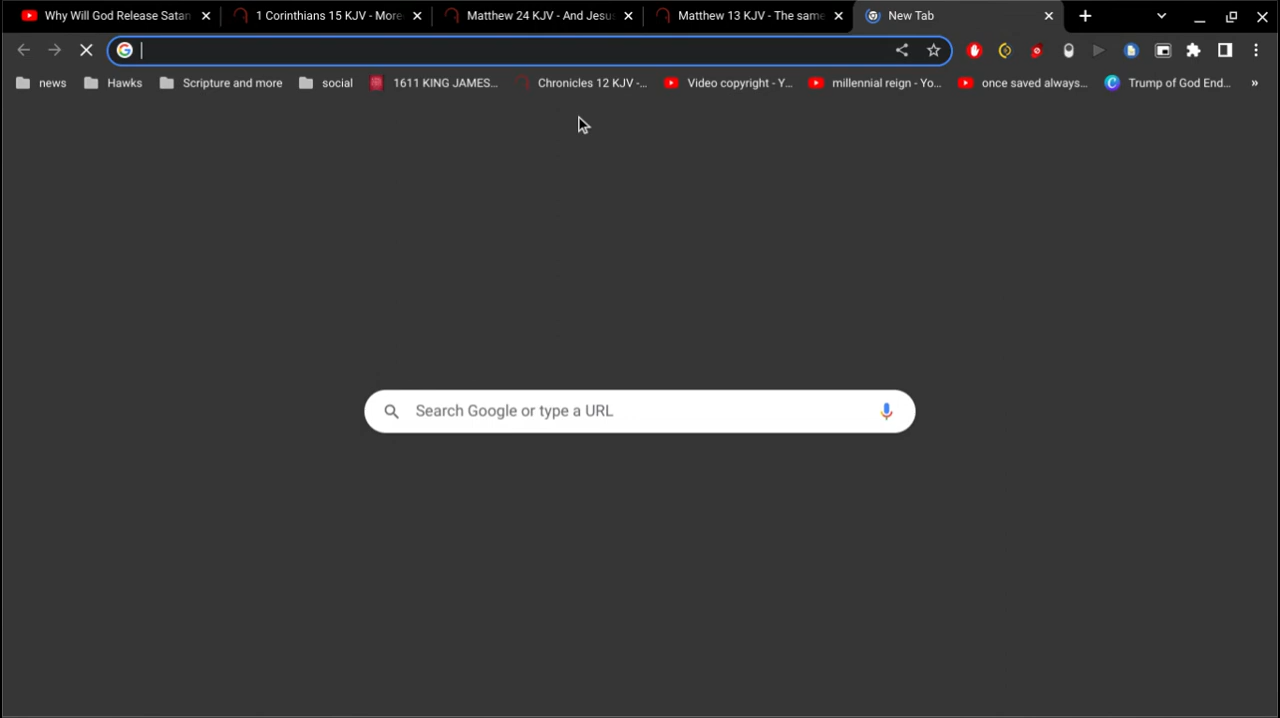 Why Will God Release Satan
1 Corinthians 15 KJV - More
Matthew 24 KJV - And Jesu
Matthew 13 KJV - The same
New Tab
news
Hawks
Scripture and more
social
1611 KING JAMES...
Chronicles 12 KJV -...
Video copyright - Y...
millennial reign - Yo...
once saved always...
Trump of God End...
»
Search Google or type a URL